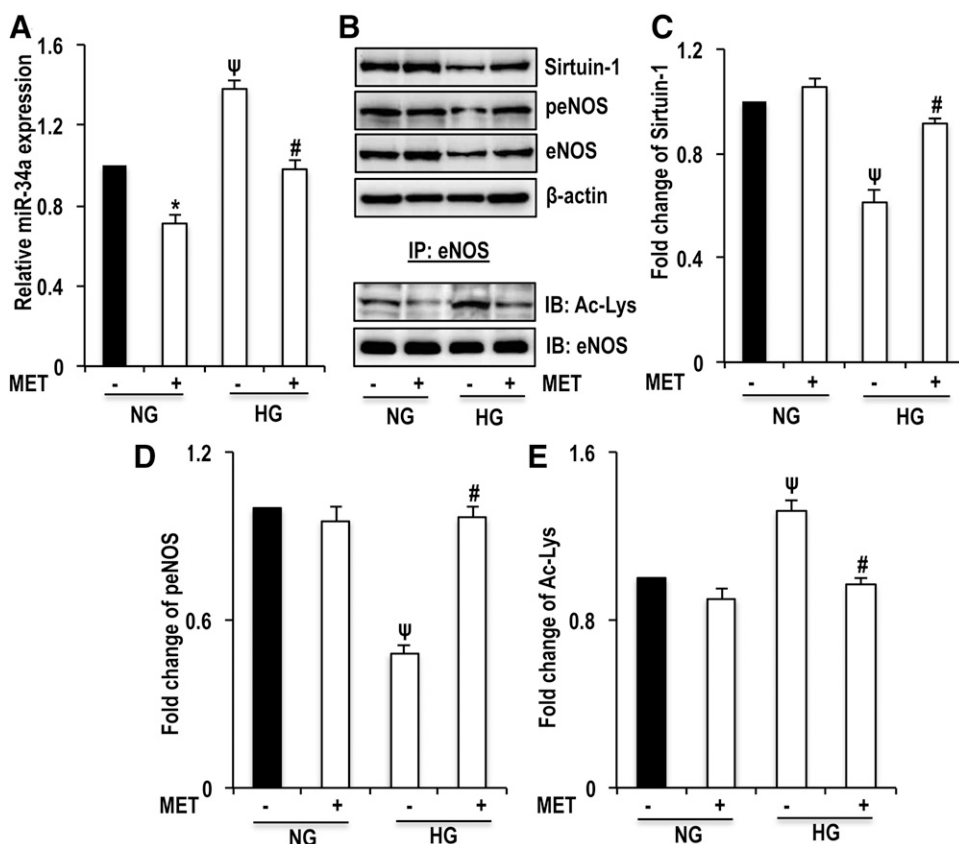 A
Relative miR-34a expression
1.6
1.2
0.8
0.4
0
ψ
#
*
MET - + - +
NG HG
B
Sirtuin-1
peNOS
eNOS
β-actin
IP: eNOS
IB: Ac-Lys
IB: eNOS
- + - + MET
NG HG
C
Fold change of Sirtuin-1
1.2
0.8
0.4
0
#
ψ
MET - + - +
NG HG
D
Fold change of peNOS
1.2
0.6
0
#
ψ
MET - + - +
NG HG
E
Fold change of Ac-Lys
1.6
0.8
0
ψ
#
MET - + - +
NG HG